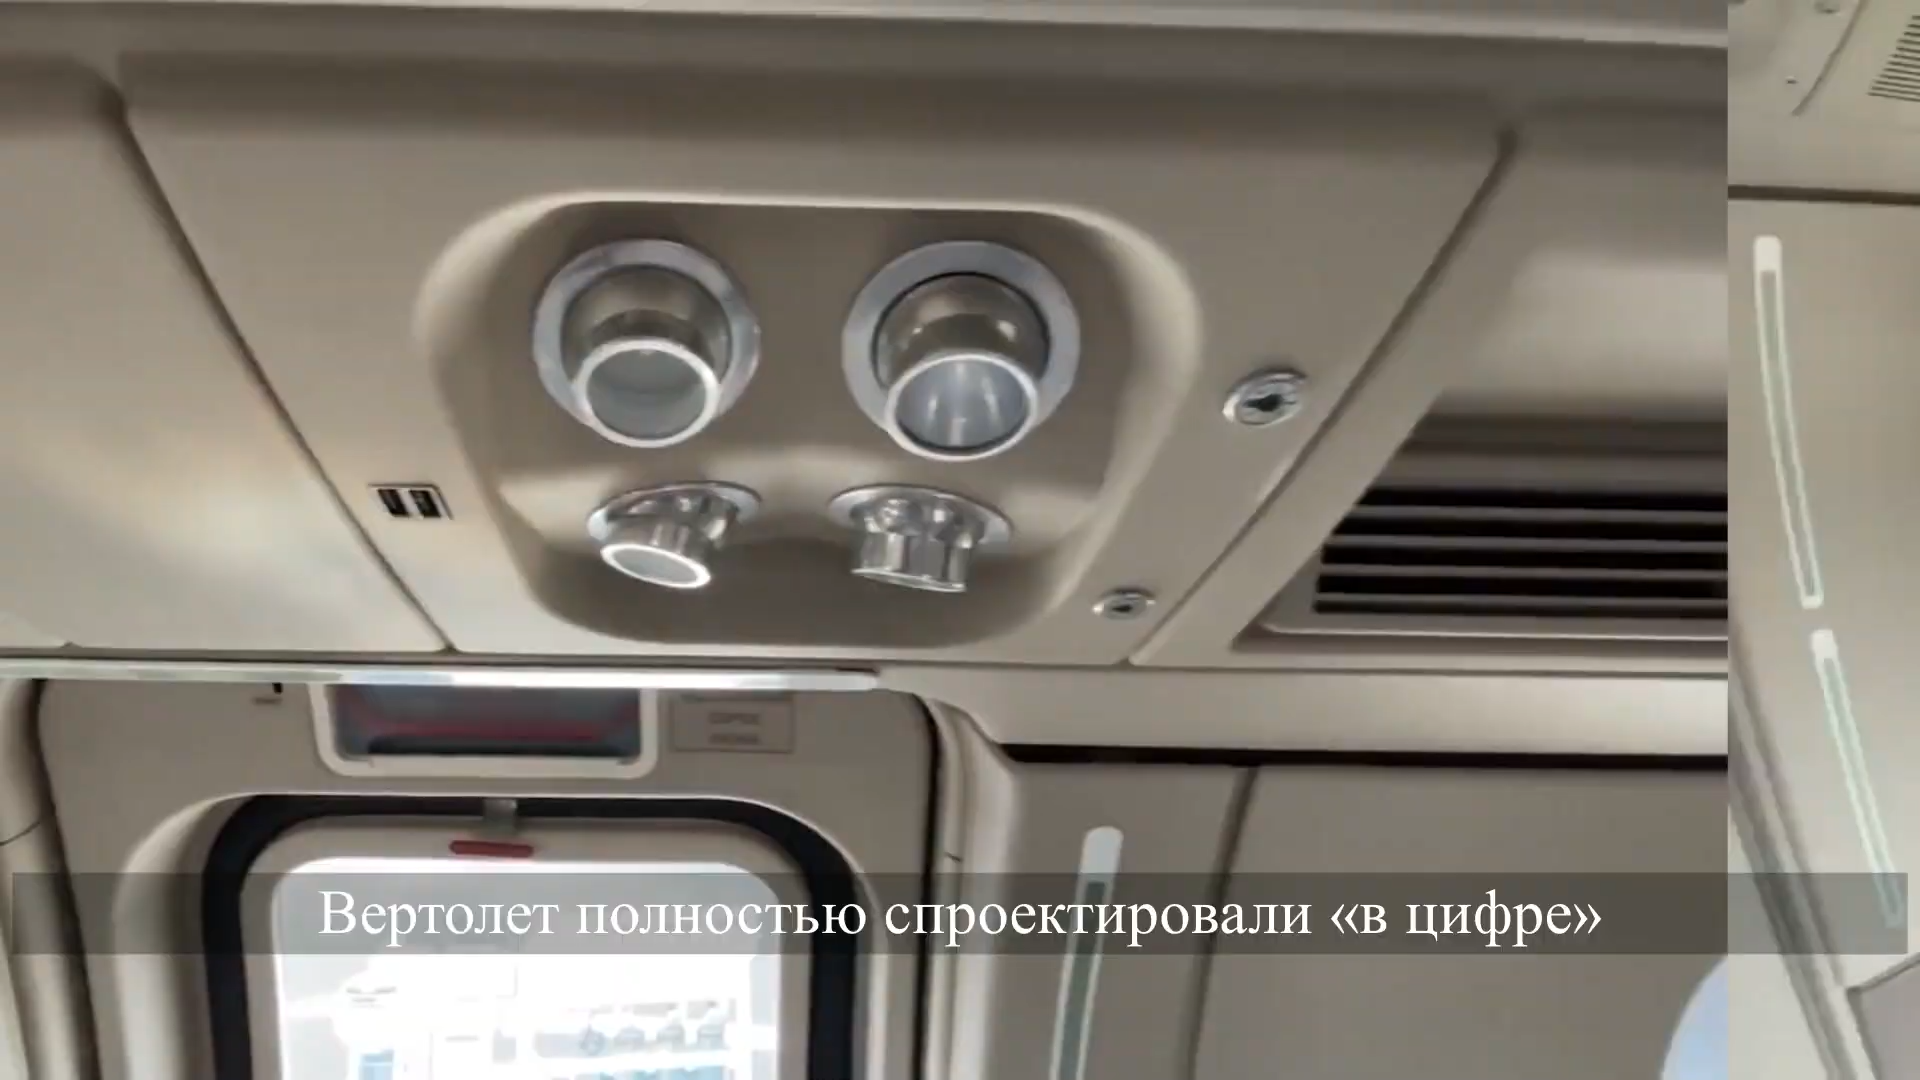 Вертолет полностью спроектировали «в цифре»